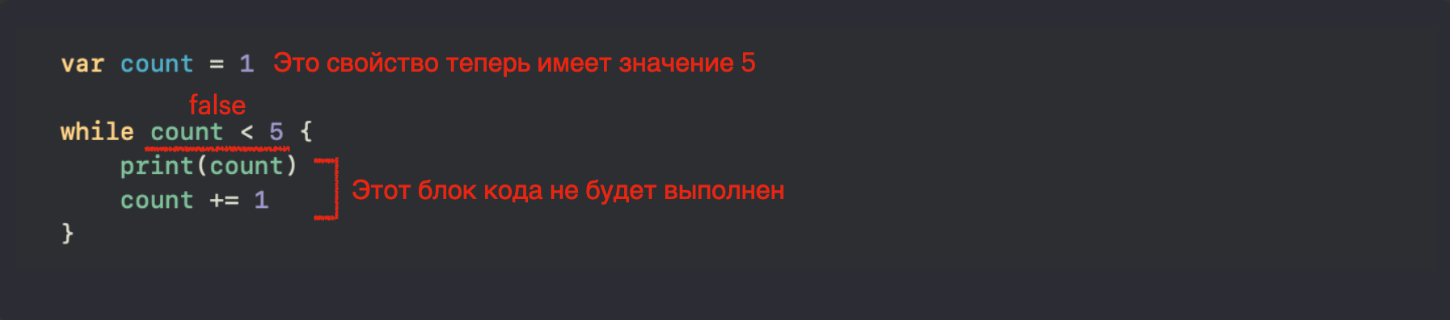 var count = 1 Это свойство теперь имеет значение 5
false
while count < 5 {
print(count)
Этот блок кода не будет выполнен
count += 1
}